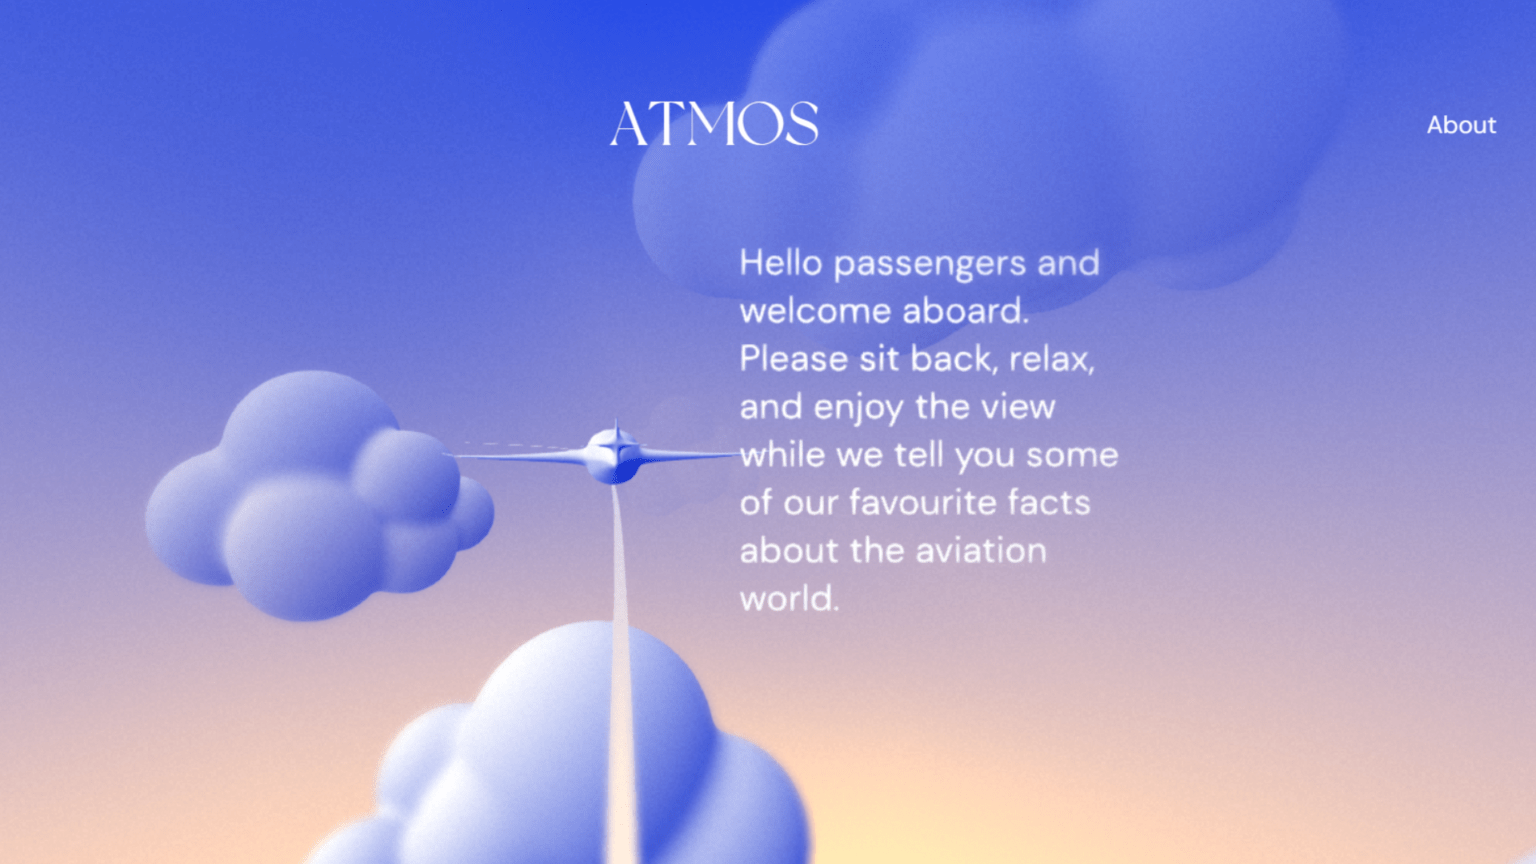 ATMOS
About
Hello passengers and
welcome aboard.
Please sit back, relax,
and enjoy the view
while we tell you some
of our favourite facts
about the aviation
world.